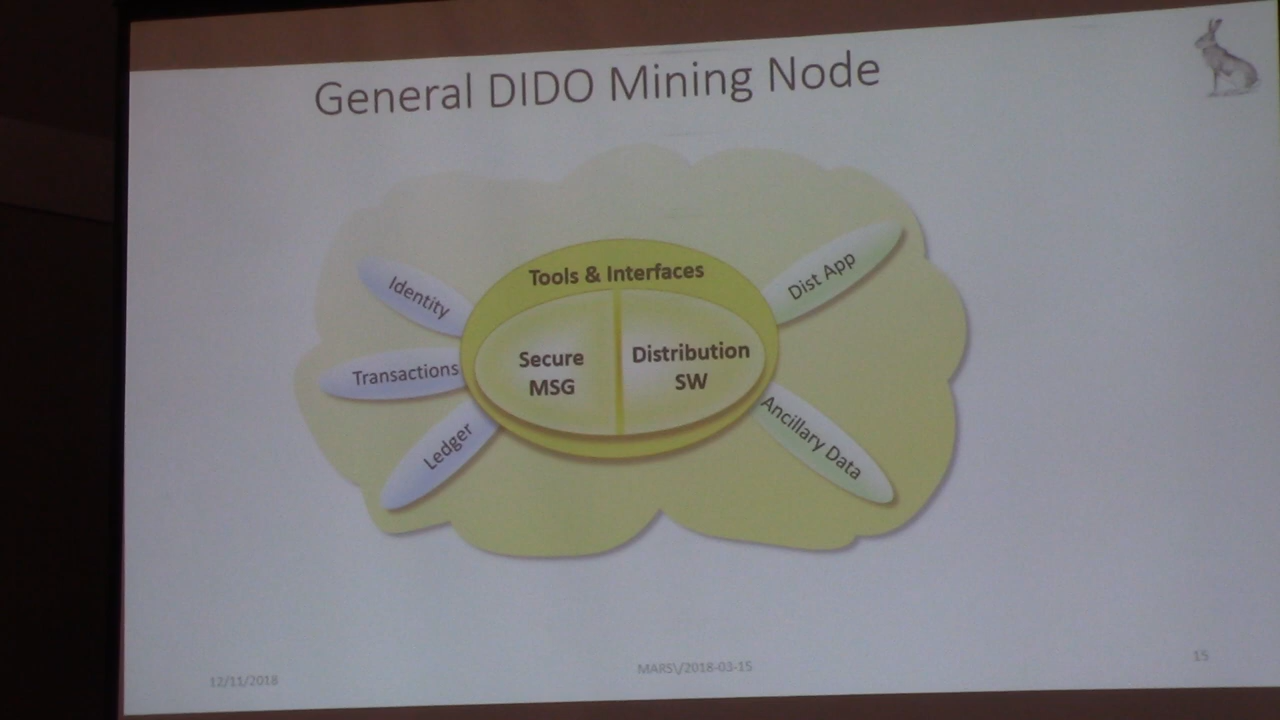 General DIDO Mining Node
Tools & Interfaces
Identity
Dist App
Secure
MSG
Distribution
SW
Transactions
Ledger
Ancillary Data
12/11/2018
MARS\/2018-03-15
15